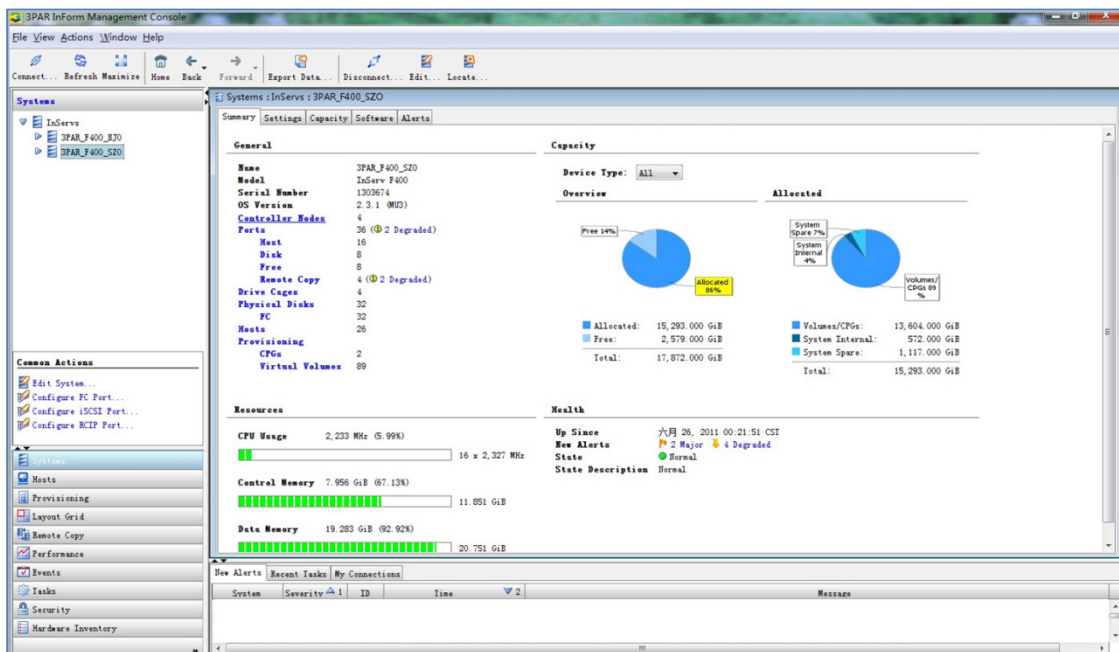 3PAR InForm Management Console
File View Actions Window Help
Connect... Refresh Maximize Home Back Forward Export Data... Disconnect... Edit... Locate...
Systems
InServs
3PAR_F400_BJ0
3PAR_F400_SZ0
Common Actions
Edit System...
Configure FC Port...
Configure iSCSI Port...
Configure RCIP Port...
Systems
Hosts
Provisioning
Layout Grid
Remote Copy
Performance
Events
Tasks
Security
Hardware Inventory
Systems : InServs : 3PAR_F400_SZ0
Summary Settings Capacity Software Alerts
General
Name 3PAR_F400_SZ0
Model InServ F400
Serial Number 1303674
OS Version 2.3.1 (MU3)
Controller Nodes 4
Ports 36 (2 Degraded)
Host 16
Disk 8
Free 8
Remote Copy 4 (2 Degraded)
Drive Cages 4
Physical Disks 32
FC 32
Hosts 26
Provisioning
CPGs 2
Virtual Volumes 89
Capacity
Device Type: All
Overview
Free 14%
Allocated
86%
Allocated: 15,293.000 GiB
Free: 2,579.000 GiB
Total: 17,872.000 GiB
Allocated
System
Spare 7%
System
Internal
4%
Volumes/
CPGs 89
%
Volumes/CPGs: 13,604.000 GiB
System Internal: 572.000 GiB
System Spare: 1,117.000 GiB
Total: 15,293.000 GiB
Resources
CPU Usage 2,233 MHz (5.99%)
16 x 2,327 MHz
Control Memory 7.956 GiB (67.13%)
11.851 GiB
Data Memory 19.283 GiB (92.92%)
20.751 GiB
Health
Up Since 六月 26, 2011 00:21:51 CST
New Alerts 2 Major 4 Degraded
State Normal
State Description Normal
New Alerts Recent Tasks My Connections
System Severity 1 ID Time 2 Message